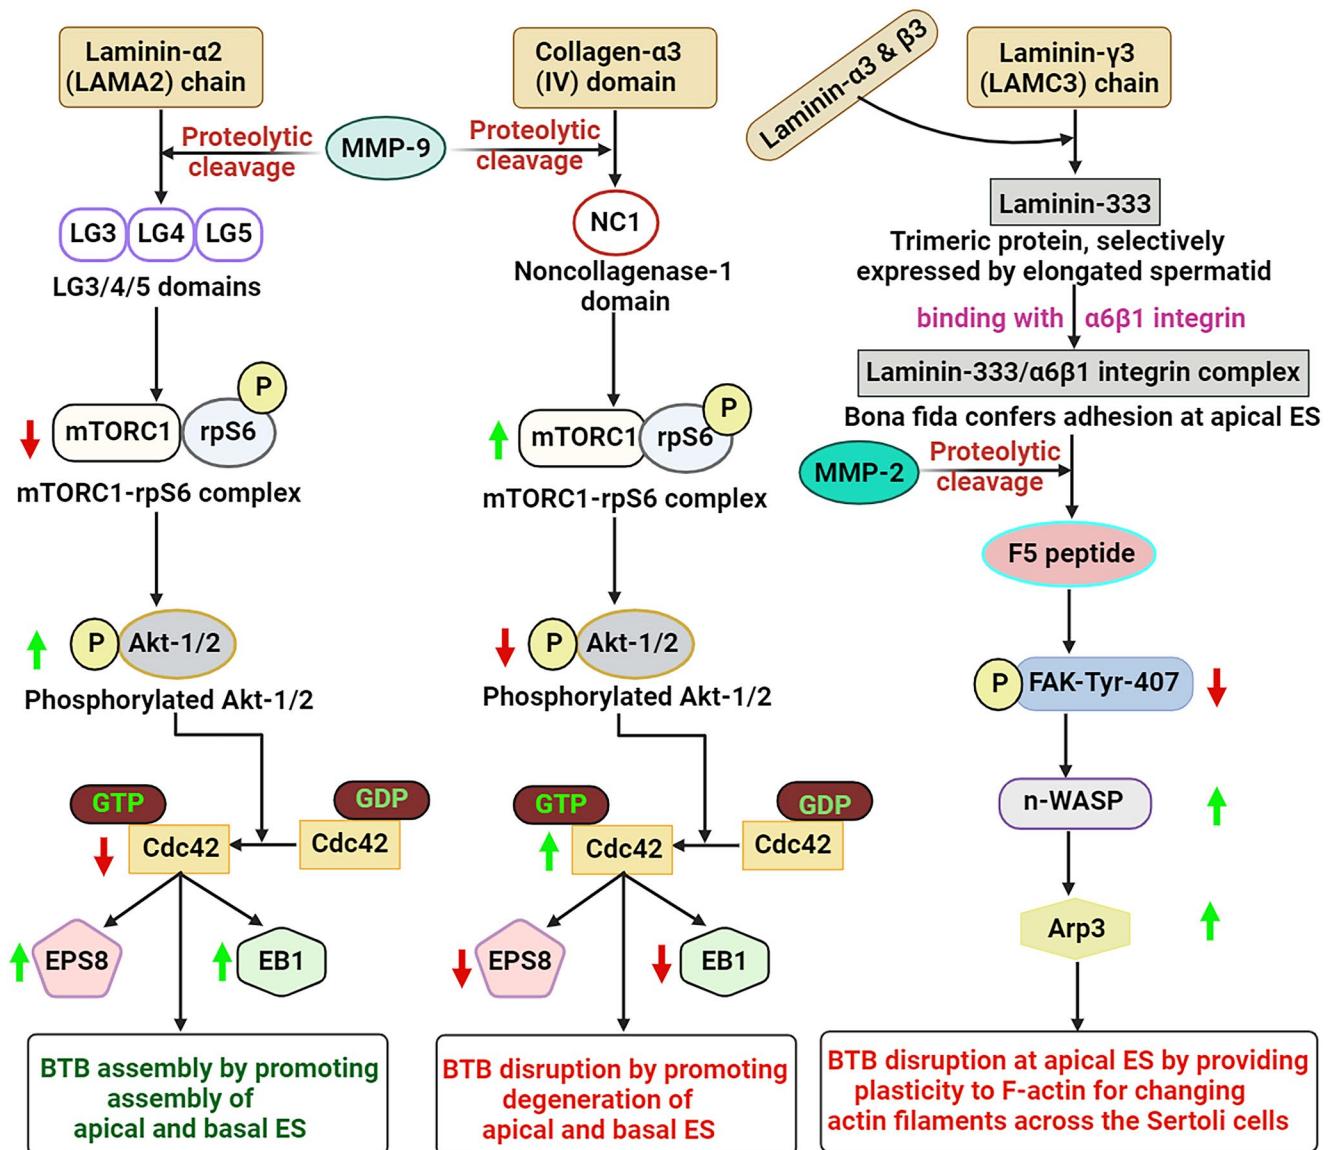 Laminin-α2
(LAMA2) chain
Proteolytic
cleavage
MMP-9
LG3
LG4
LG5
LG3/4/5 domains
P
mTORC1
rpS6
mTORC1-rpS6 complex
P
Akt-1/2
Phosphorylated Akt-1/2
GTP
GDP
Cdc42
Cdc42
EPS8
EB1
BTB assembly by promoting
assembly of
apical and basal ES
Collagen-α3
(IV) domain
Proteolytic
cleavage
NC1
Noncollagenase-1
domain
P
mTORC1
rpS6
mTORC1-rpS6 complex
P
Akt-1/2
Phosphorylated Akt-1/2
GTP
GDP
Cdc42
Cdc42
EPS8
EB1
BTB disruption by promoting
degeneration of
apical and basal ES
Laminin-α3 & β3
Laminin-γ3
(LAMC3) chain
Laminin-333
Trimeric protein, selectively
expressed by elongated spermatid
binding with α6β1 integrin
Laminin-333/α6β1 integrin complex
Bona fida confers adhesion at apical ES
MMP-2
Proteolytic
cleavage
F5 peptide
P
FAK-Tyr-407
n-WASP
Arp3
BTB disruption at apical ES by providing
plasticity to F-actin for changing
actin filaments across the Sertoli cells